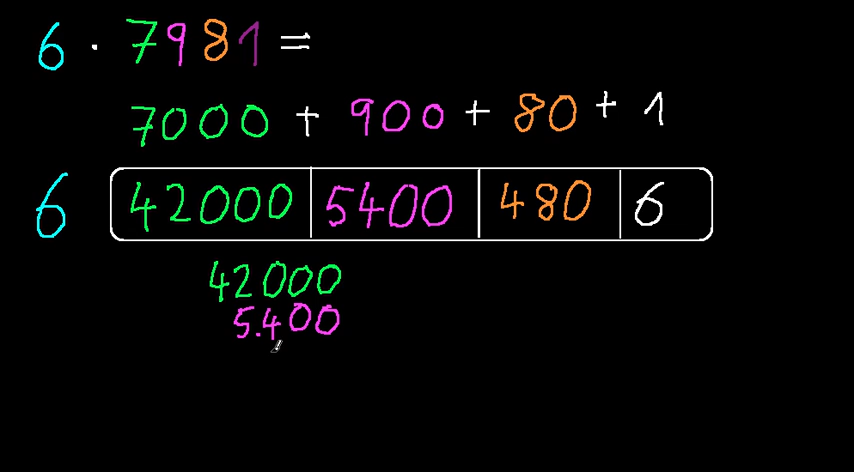 6 · 7981 =
7000 + 900 + 80 + 1
6 42000 5400 480 6
42000
5.400